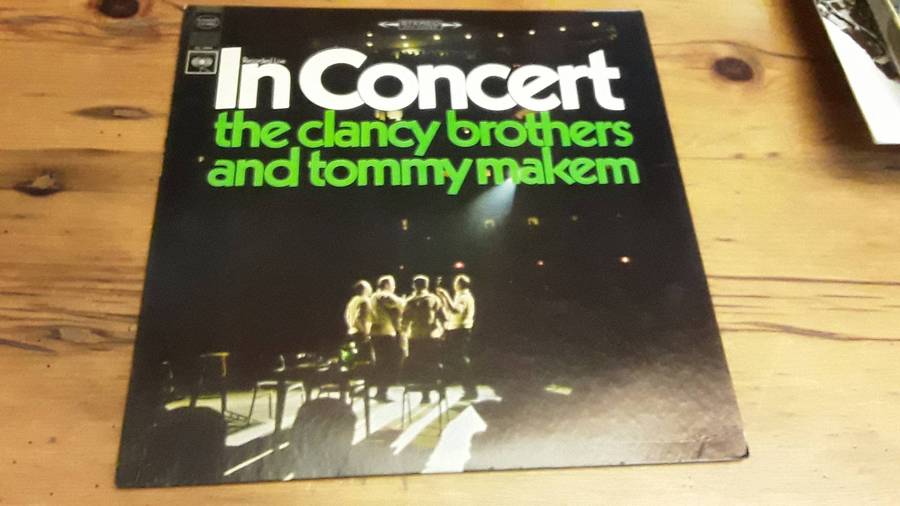 STEREO
Recorded Live
In Concert
the clancy brothers
and tommy makem